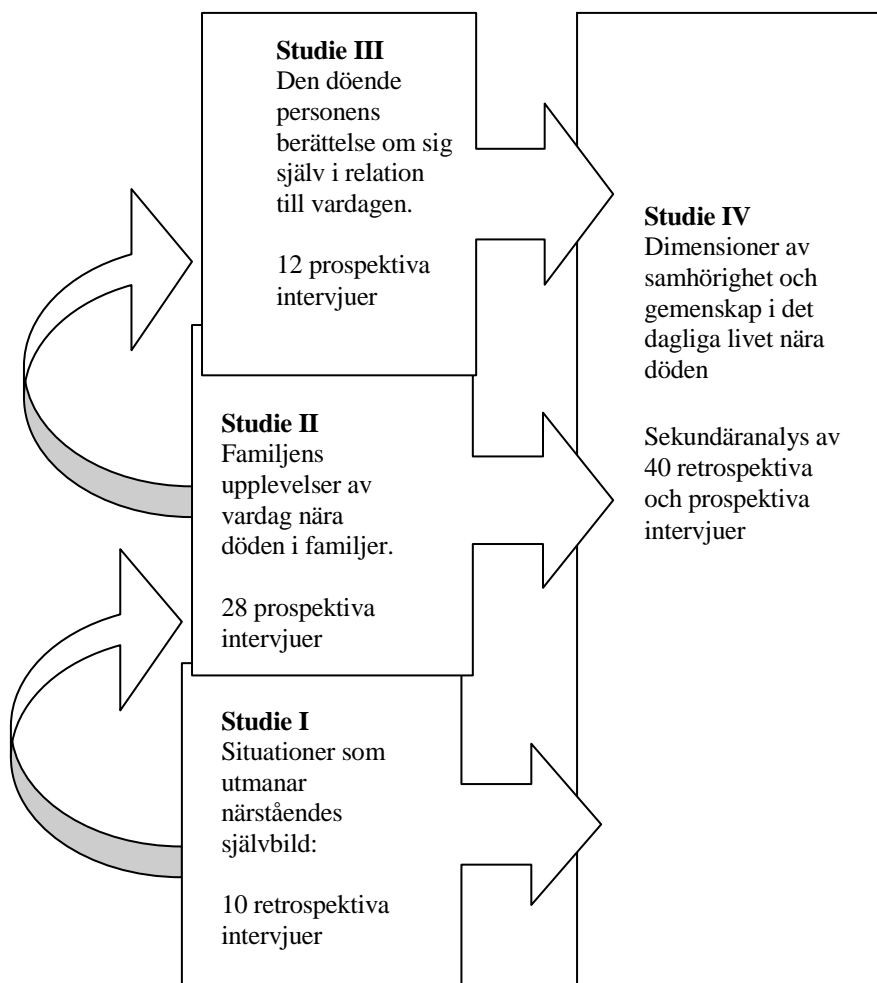 Studie III
Den döende
personens
berättelse om sig
själv i relation
till vardagen.
12 prospektiva
intervjuer
Studie II
Familjens
upplevelser av
vardag nära
döden i familjer.
28 prospektiva
intervjuer
Studie I
Situationer som
utmanar
närståendes
självbild:
10 retrospektiva
intervjuer
Studie IV
Dimensioner av
samhörighet och
gemenskap i det
dagliga livet nära
döden
Sekundäranalys av
40 retrospektiva
och prospektiva
intervjuer